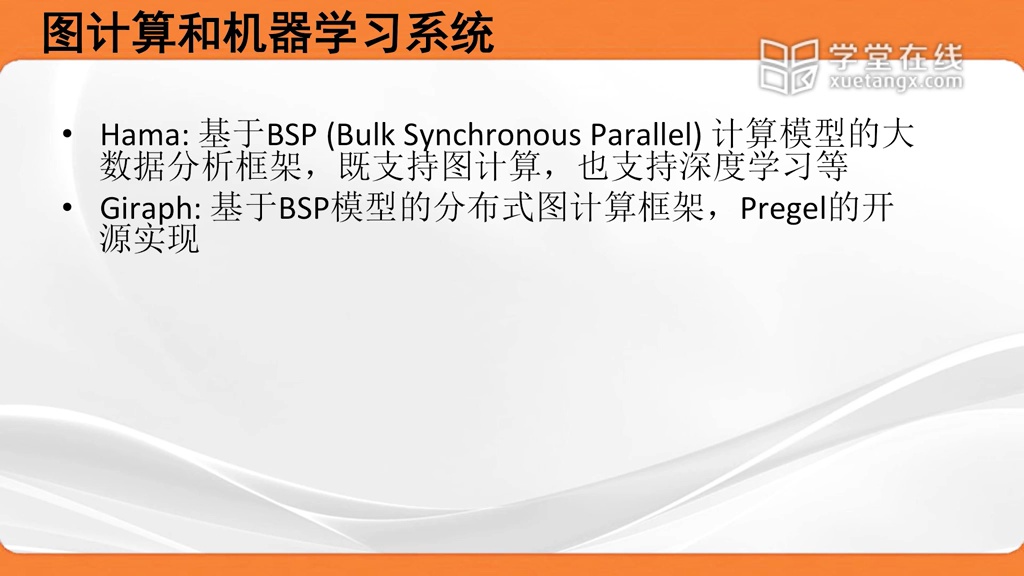 图计算和机器学习系统
学堂在线
xuetangx.com
• Hama: 基于BSP (Bulk Synchronous Parallel) 计算模型的大
数据分析框架，既支持图计算，也支持深度学习等
• Giraph: 基于BSP模型的分布式图计算框架，Pregel的开
源实现